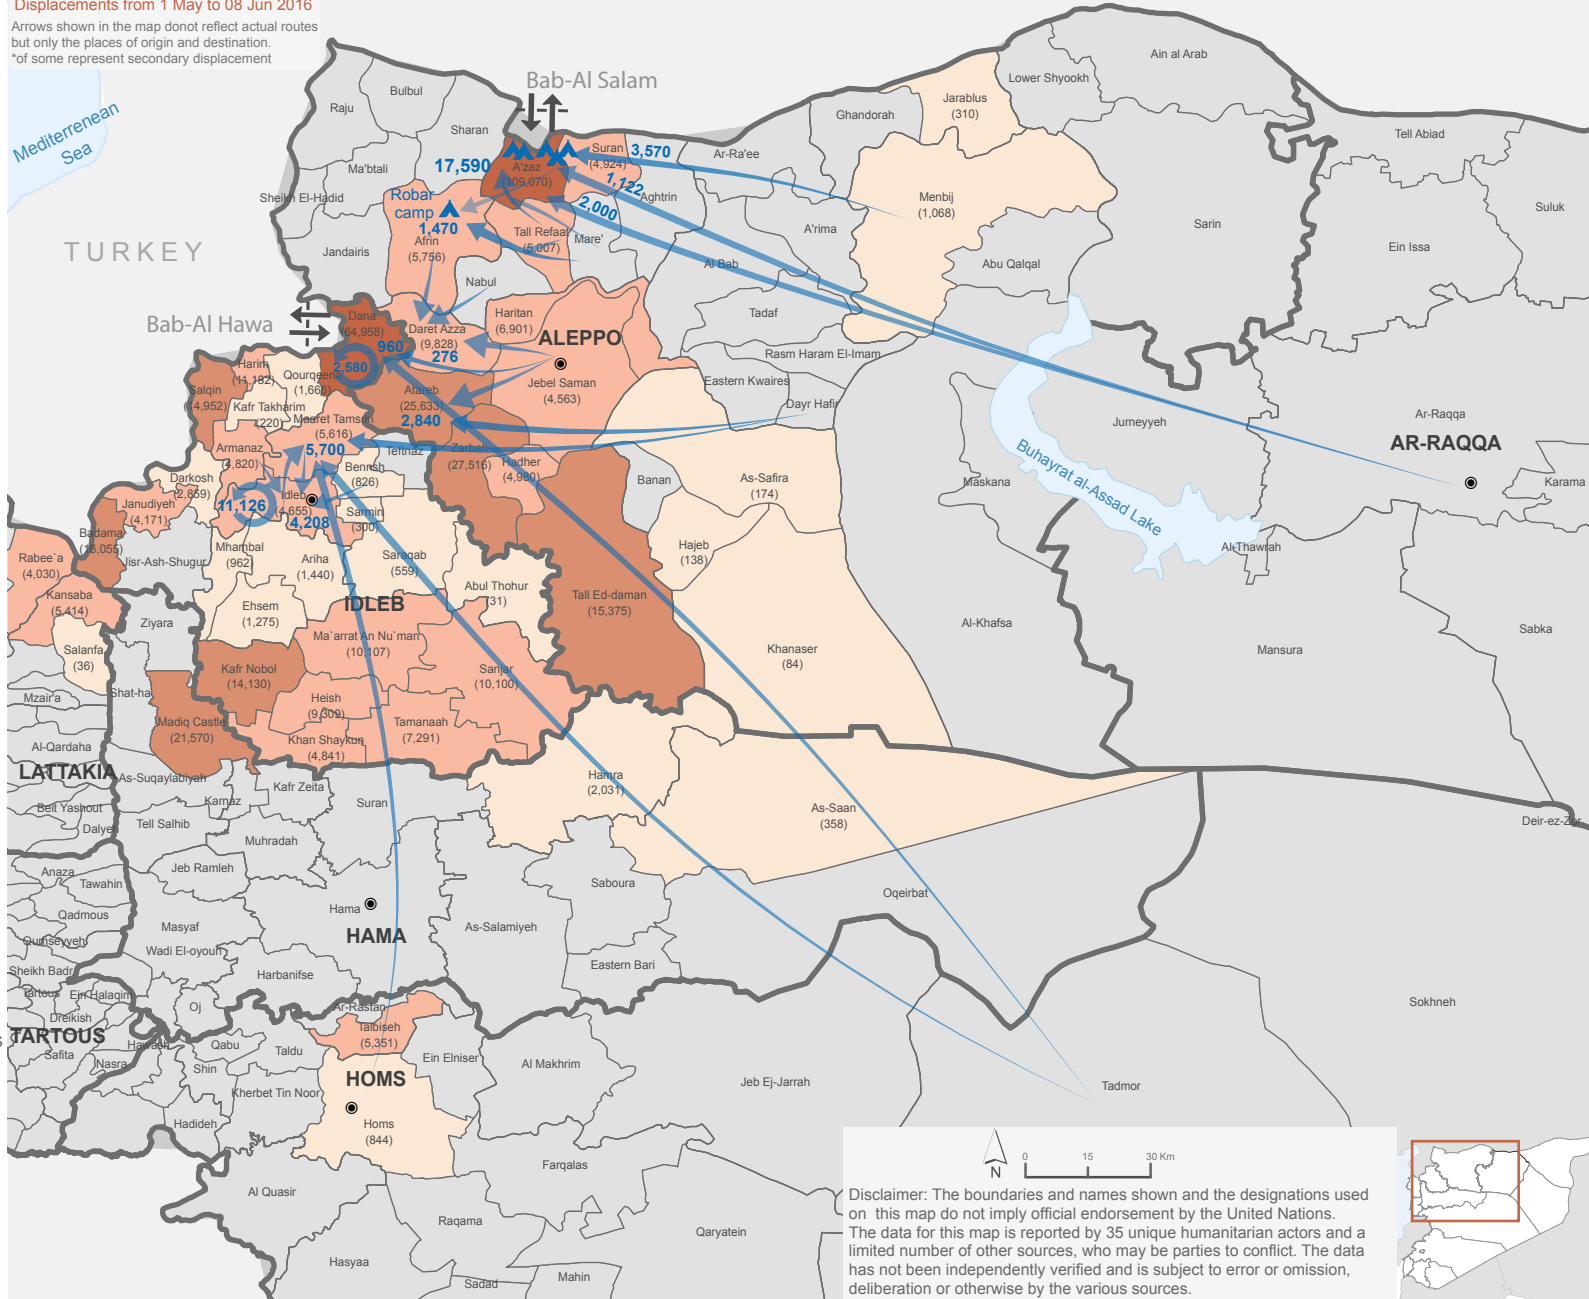 Displacements from 1 May to 08 Jun 2016
Arrows shown in the map donot reflect actual routes
but only the places of origin and destination.
*of some represent secondary displacement
Mediterrenean
Sea
TURKEY
Bab-Al Salam
Bab-Al Hawa
Ain al Arab
Lower Shyookh
Jarablus
(310)
Ghandorah
Tell Abiad
Bulbul
Raju
Sharan
Ma'btali
Sheikh El-Hadid
Jandairis
17,590
A'zaz
(109,070)
Suran
(4,924)
3,570
1,122
2,000
Aghtrin
Ar-Ra'ee
Menbij
(1,068)
Sarin
Suluk
Ein Issa
A'rima
Abu Qalqal
Robar
camp
1,470
Afrin
(5,756)
Tall Refaat
(5,007)
Mare'
Al Bab
Nabul
Tadaf
Dana
(64,958)
960
2,580
Daret Azza
(9,828)
276
Haritan
(6,901)
ALEPPO
Jebel Saman
(4,563)
Rasm Haram El-Imam
Eastern Kwaires
Dayr Hafir
Jurneyyeh
Ar-Raqqa
AR-RAQQA
Karama
Harim
(11,182)
Qourqeena
(1,668)
Salqin
(14,952)
Kafr Takharim
(220)
Atareb
(25,633)
2,840
Maaret Tamsrin
(5,616)
5,700
Armanaz
(4,820)
Teftnaz
Zarbah
(27,516)
Hadher
(4,980)
Bennsh
(826)
Banan
As-Safira
(174)
Maskana
Buhayrat al-Assad Lake
Darkosh
(2,859)
Janudiyeh
(4,171)
11,126
Idleb
(4,655)
4,208
Sarmin
(300)
Badama
(16,055)
Jisr-Ash-Shugur
Mhambal
(962)
Ariha
(1,440)
Saraqab
(559)
Hajeb
(138)
Al-Thawrah
Rabee`a
(4,030)
Kansaba
(5,414)
Abul Thohur
(31)
Tall Ed-daman
(15,375)
Ehsem
(1,275)
IDLEB
Ziyara
Salanfa
(36)
Ma`arrat An Nu`man
(10,107)
Khanaser
(84)
Al-Khafsa
Mansura
Sabka
Kafr Nobol
(14,130)
Sanjar
(10,100)
Mzair'a
Shat-ha
Heish
(9,309)
Tamanaah
(7,291)
Madiq Castle
(21,570)
Khan Shaykun
(4,841)
Al-Qardaha
LATTAKIA
As-Suqaylabiyah
Karnaz
Kafr Zeita
Suran
Hamra
(2,031)
As-Saan
(358)
Beit Yashout
Dalyeh
Tell Salhib
Muhradah
Deir-ez-Zor
Anaza
Tawahin
Jeb Ramleh
Saboura
Oqeirbat
Qadmous
Masyaf
Hama
HAMA
As-Salamiyeh
Qumseyyeh
Wadi El-oyoun
Eastern Bari
Sheikh Badr
Harbanifse
Tartous
Ein Halaqim
Oj
Ar-Rastan
Sokhneh
Dreikish
TARTOUS
Talbiseh
(5,351)
Safita
Hawash
Nasra
Qabu
Taldu
Shin
Ein Elniser
Al Makhrim
Jeb Ej-Jarrah
Tadmor
HOMS
Kherbet Tin Noor
Hadideh
Homs
(844)
Farqalas
Al Quasir
Raqama
Qaryatein
Hasyaa
Sadad
Mahin
N
0 15 30 Km
Disclaimer: The boundaries and names shown and the designations used
on this map do not imply official endorsement by the United Nations.
The data for this map is reported by 35 unique humanitarian actors and a
limited number of other sources, who may be parties to conflict. The data
has not been independently verified and is subject to error or omission,
deliberation or otherwise by the various sources.